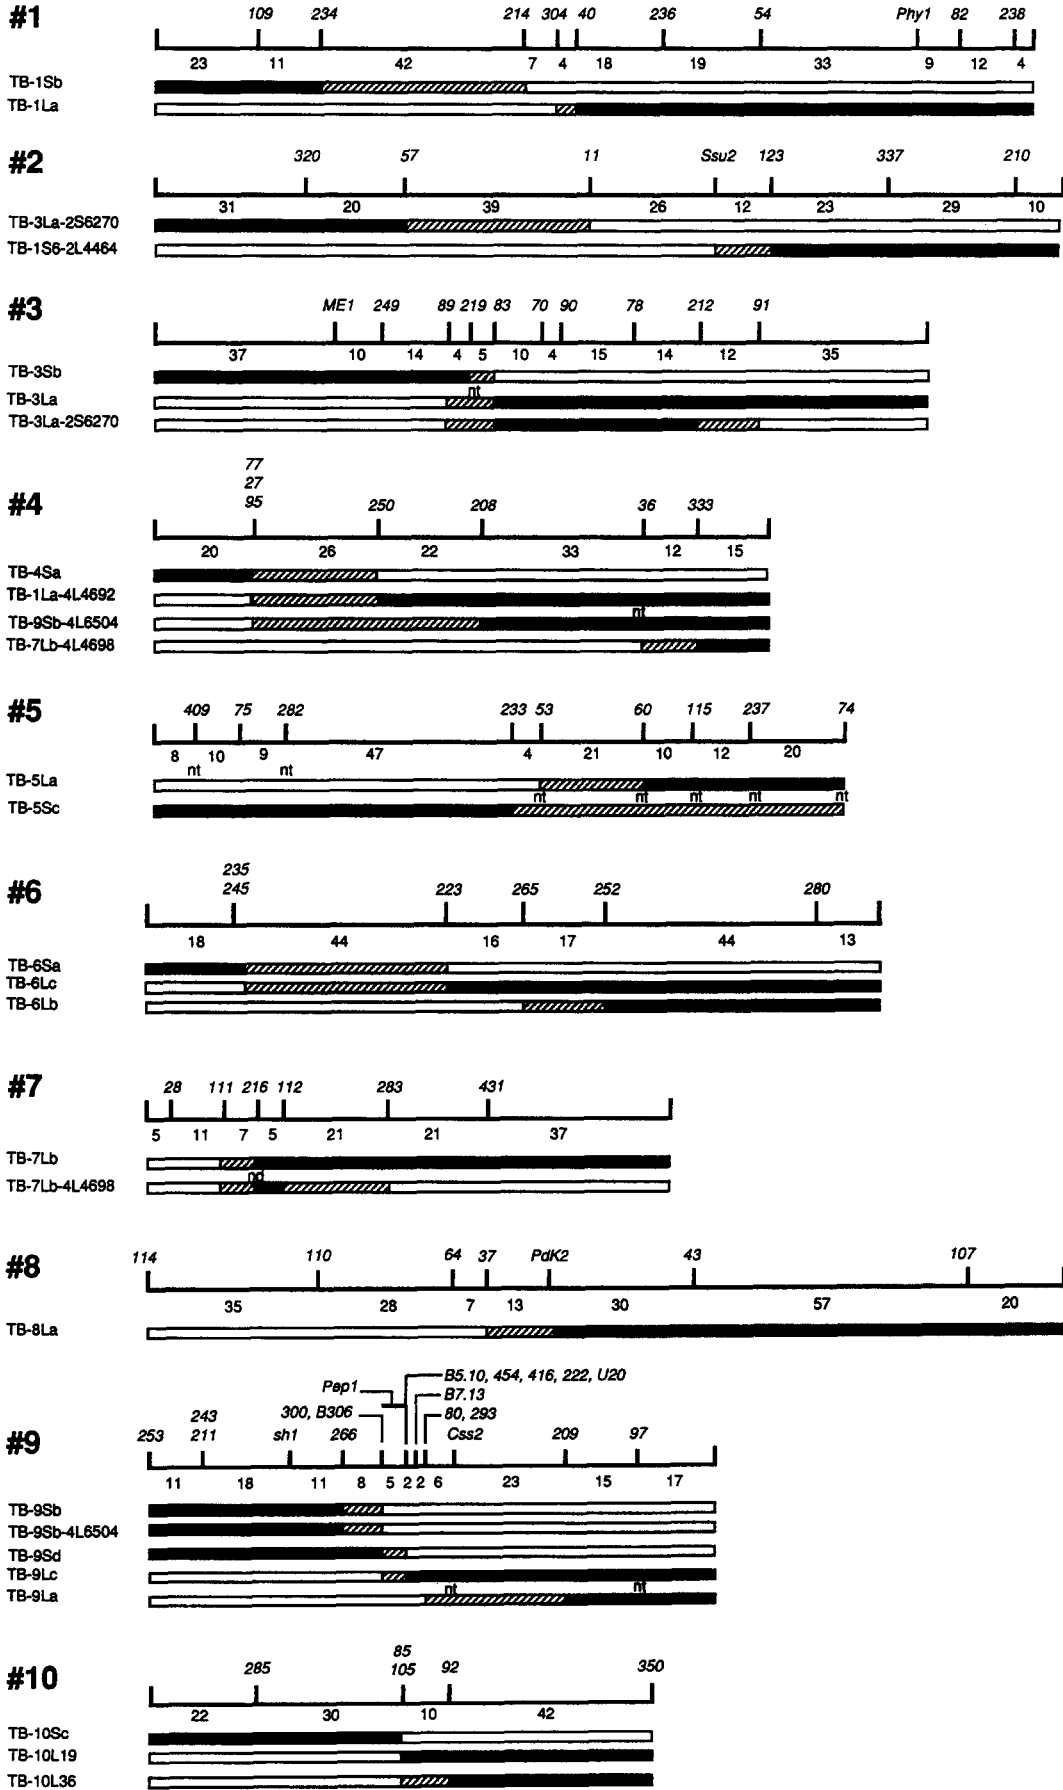 #1
109 234 214 304 40 236 54 Phy1 82 238
23 11 42 7 4 18 19 33 9 12 4
TB-1Sb
TB-1La
#2
320 57 11 Ssu2 123 337 210
31 20 39 26 12 23 29 10
TB-3La-2S6270
TB-1S6-2L4464
#3
ME1 249 89 219 83 70 90 78 212 91
37 10 14 4 5 10 4 15 14 12 35
TB-3Sb
nt
TB-3La
TB-3La-2S6270
77
27
#4
95 250 208 36 333
20 26 22 33 12 15
TB-4Sa
TB-1La-4L4692
nt
TB-9Sb-4L6504
TB-7Lb-4L4698
#5
409 75 282 233 53 60 115 237 74
8 10 9 47 4 21 10 12 20
nt nt
TB-5La
nt nt nt nt nt
TB-5Sc
235
#6
245 223 265 252 280
18 44 16 17 44 13
TB-6Sa
TB-6Lc
TB-6Lb
#7
28 111 216 112 283 431
5 11 7 5 21 21 37
TB-7Lb
nd
TB-7Lb-4L4698
#8
114 110 64 37 PdK2 43 107
35 28 7 13 30 57 20
TB-8La
B5.10, 454, 416, 222, U20
Pep1
B7.13
243 300, B306 80, 293
#9
253 211 sh1 266 Css2 209 97
11 18 11 8 5 2 2 6 23 15 17
TB-9Sb
TB-9Sb-4L6504
TB-9Sd
TB-9Lc
nt nt
TB-9La
85
#10
285 105 92 350
22 30 10 42
TB-10Sc
TB-10L19
TB-10L36